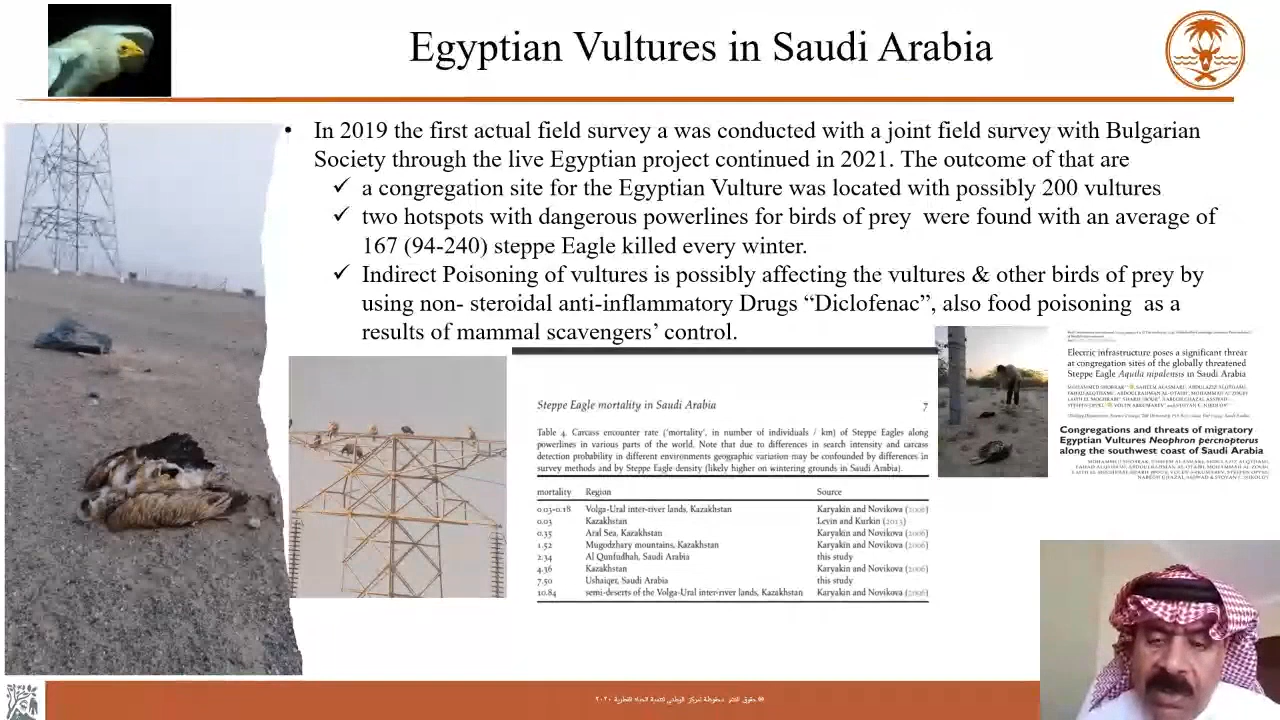 Egyptian Vultures in Saudi Arabia
• In 2019 the first actual field survey a was conducted with a joint field survey with Bulgarian
Society through the live Egyptian project continued in 2021. The outcome of that are
✓ a congregation site for the Egyptian Vulture was located with possibly 200 vultures
✓ two hotspots with dangerous powerlines for birds of prey were found with an average of
167 (94-240) steppe Eagle killed every winter.
✓ Indirect Poisoning of vultures is possibly affecting the vultures & other birds of prey by
using non- steroidal anti-inflammatory Drugs “Diclofenac”, also food poisoning as a
results of mammal scavengers’ control.
Steppe Eagle mortality in Saudi Arabia 7
Table 4. Carcass encounter rate (‘mortality’, in number of individuals / km) of Steppe Eagles along
powerlines in various parts of the world. Note that due to differences in search intensity and carcass
detection probability in different environments geographic variation may be confounded by differences in
survey methods and by Steppe Eagle density (likely higher on wintering grounds in Saudi Arabia).
mortality Region Source
0.03-0.18 Volga-Ural inter-river lands, Kazakhstan Karyakin and Novikova (2006)
0.03 Kazakhstan Levin and Kurkin (2013)
0.35 Aral Sea, Kazakhstan Karyakin and Novikova (2006)
1.52 Mugodzhary mountains, Kazakhstan Karyakin and Novikova (2006)
2.34 Al Qunfudhah, Saudi Arabia this study
4.36 Kazakhstan Karyakin and Novikova (2006)
7.50 Ushaiqer, Saudi Arabia this study
10.84 semi-deserts of the Volga-Ural inter-river lands, Kazakhstan Karyakin and Novikova (2006)
Electric infrastructure poses a significant threat
at congregation sites of the globally threatened
Steppe Eagle Aquila nipalensis in Saudi Arabia
Congregations and threats of migratory
Egyptian Vultures Neophron percnopterus
along the southwest coast of Saudi Arabia